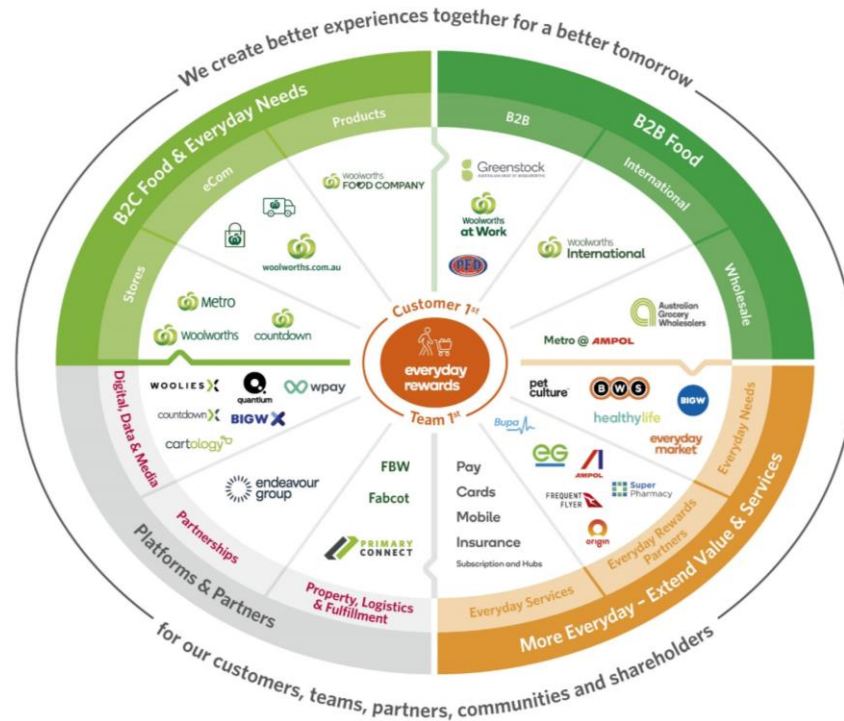 We create better experiences together for a better tomorrow
B2C Food & Everyday Needs
Products
eCom
Stores
woolworths
FOOD COMPANY
woolworths.com.au
Metro
Woolworths
countdown
B2B Food
B2B
International
Wholesale
Greenstock
Woolworths
at Work
PFD
Woolworths
International
Australian
Grocery
Wholesalers
Metro @ AMPOL
Customer 1st
everyday
rewards
Team 1st
Digital, Data & Media
Partnerships
Property, Logistics
& Fulfillment
Platforms & Partners
WOOLIESX
Quantium
wpay
countdownX
BIGW X
cartology
endeavour
group
FBW
Fabcot
PRIMARY
CONNECT
Everyday Needs
Everyday Rewards
Partners
Everyday Services
More Everyday – Extend Value & Services
pet
culture™
BWS
BIGW
healthylife
everyday
market
Bupa
eg
AMPOL
FREQUENT
FLYER
Super
Pharmacy
origin
Pay
Cards
Mobile
Insurance
Subscription and Hubs
for our customers, teams, partners, communities and shareholders